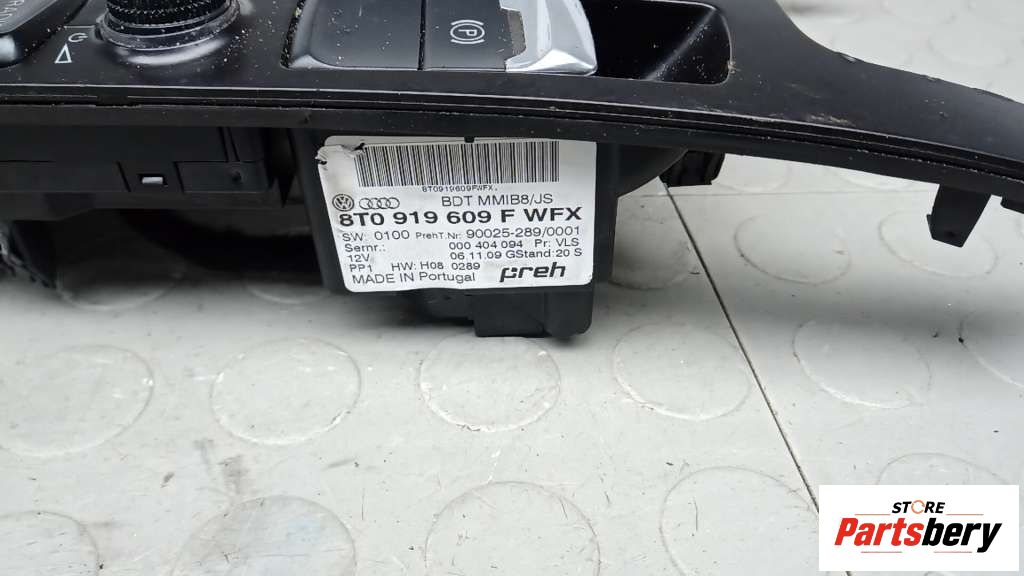 RADIO
(P)
8T0919609FWFX.
BDT MMIB8/JS
8T0 919 609 F WFX
SW: 0100 PrehT.Nr: 90025-289/0001
Sernr.: 000 404 094 Pr: VLS
12V 06.11.09 GStand:20 S
PP1 HW: H08 0289
MADE IN Portugal preh
STORE
Partsbery